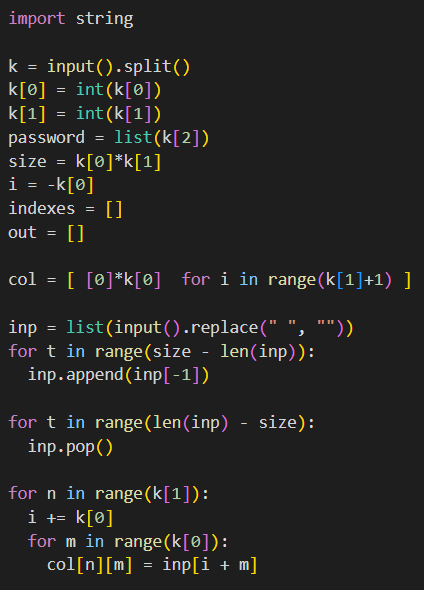 import string

k = input().split()
k[0] = int(k[0])
k[1] = int(k[1])
password = list(k[2])
size = k[0]*k[1]
i = -k[0]
indexes = []
out = []

col = [ [0]*k[0]  for i in range(k[1]+1) ]

inp = list(input().replace(" ", ""))
for t in range(size - len(inp)):
  inp.append(inp[-1])

for t in range(len(inp) - size):
  inp.pop()

for n in range(k[1]):
  i += k[0]
  for m in range(k[0]):
    col[n][m] = inp[i + m]